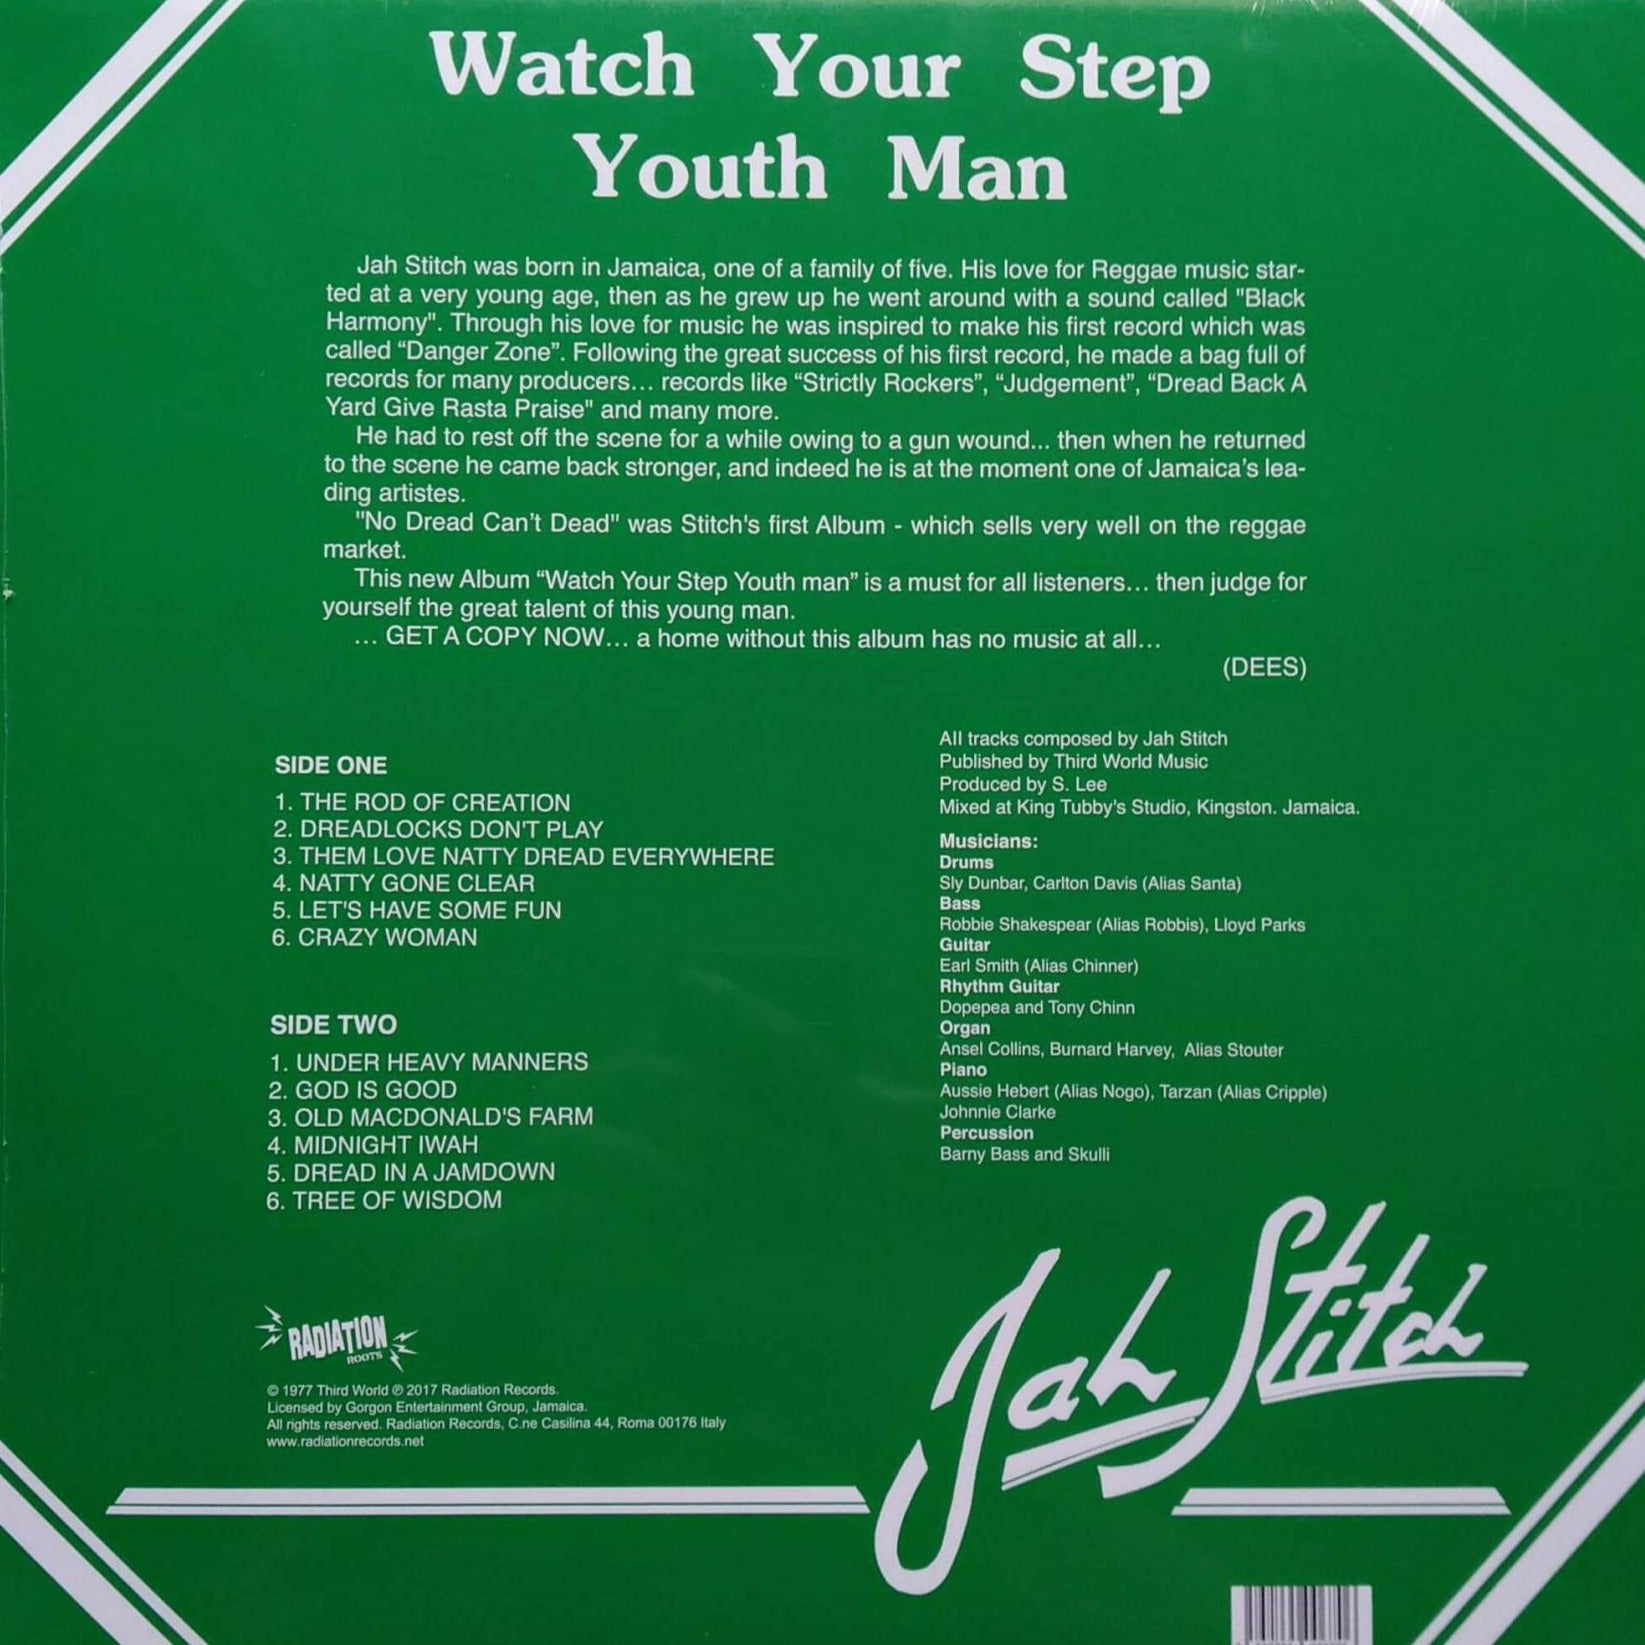 Watch Your Step
Youth Man
Jah Stitch was born in Jamaica, one of a family of five. His love for Reggae music star-
ted at a very young age, then as he grew up he went around with a sound called "Black
Harmony". Through his love for music he was inspired to make his first record which was
called “Danger Zone”. Following the great success of his first record, he made a bag full of
records for many producers... records like “Strictly Rockers”, “Judgement”, “Dread Back A
Yard Give Rasta Praise" and many more.
He had to rest off the scene for a while owing to a gun wound... then when he returned
to the scene he came back stronger, and indeed he is at the moment one of Jamaica’s lea-
ding artistes.
"No Dread Can’t Dead" was Stitch's first Album - which sells very well on the reggae
market.
This new Album “Watch Your Step Youth man” is a must for all listeners... then judge for
yourself the great talent of this young man.
... GET A COPY NOW... a home without this album has no music at all...
(DEES)
SIDE ONE
1. THE ROD OF CREATION
2. DREADLOCKS DON'T PLAY
3. THEM LOVE NATTY DREAD EVERYWHERE
4. NATTY GONE CLEAR
5. LET'S HAVE SOME FUN
6. CRAZY WOMAN
SIDE TWO
1. UNDER HEAVY MANNERS
2. GOD IS GOOD
3. OLD MACDONALD'S FARM
4. MIDNIGHT IWAH
5. DREAD IN A JAMDOWN
6. TREE OF WISDOM
All tracks composed by Jah Stitch
Published by Third World Music
Produced by S. Lee
Mixed at King Tubby's Studio, Kingston. Jamaica.
Musicians:
Drums
Sly Dunbar, Carlton Davis (Alias Santa)
Bass
Robbie Shakespear (Alias Robbis), Lloyd Parks
Guitar
Earl Smith (Alias Chinner)
Rhythm Guitar
Dopepea and Tony Chinn
Organ
Ansel Collins, Burnard Harvey, Alias Stouter
Piano
Aussie Hebert (Alias Nogo), Tarzan (Alias Cripple)
Johnnie Clarke
Percussion
Barny Bass and Skulli
RADIATION
ROOTS
© 1977 Third World ℗ 2017 Radiation Records.
Licensed by Gorgon Entertainment Group, Jamaica.
All rights reserved. Radiation Records, C.ne Casilina 44, Roma 00176 Italy
www.radiationrecords.net
Jah Stitch